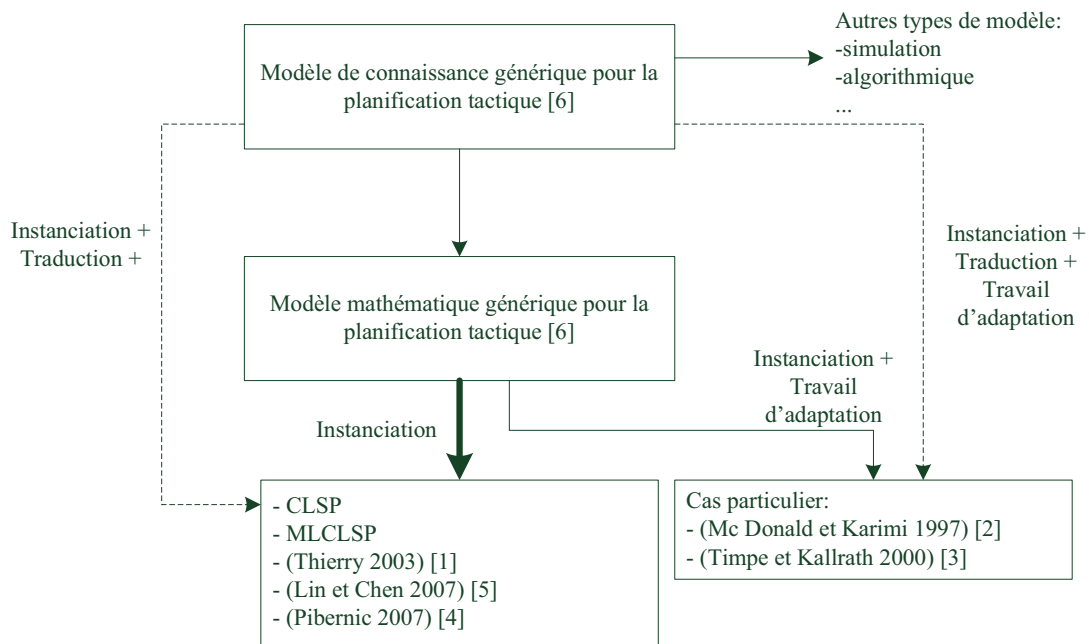 Autres types de modèle:
-simulation
-algorithmique
...
Modèle de connaissance générique pour la
planification tactique [6]
Instanciation +
Traduction +
Instanciation +
Traduction +
Travail
d'adaptation
Modèle mathématique générique pour la
planification tactique [6]
Instanciation +
Travail
d'adaptation
Instanciation
- CLSP
- MLCLSP
- (Thierry 2003) [1]
- (Lin et Chen 2007) [5]
- (Pibernic 2007) [4]
Cas particulier:
- (Mc Donald et Karimi 1997) [2]
- (Timpe et Kallrath 2000) [3]